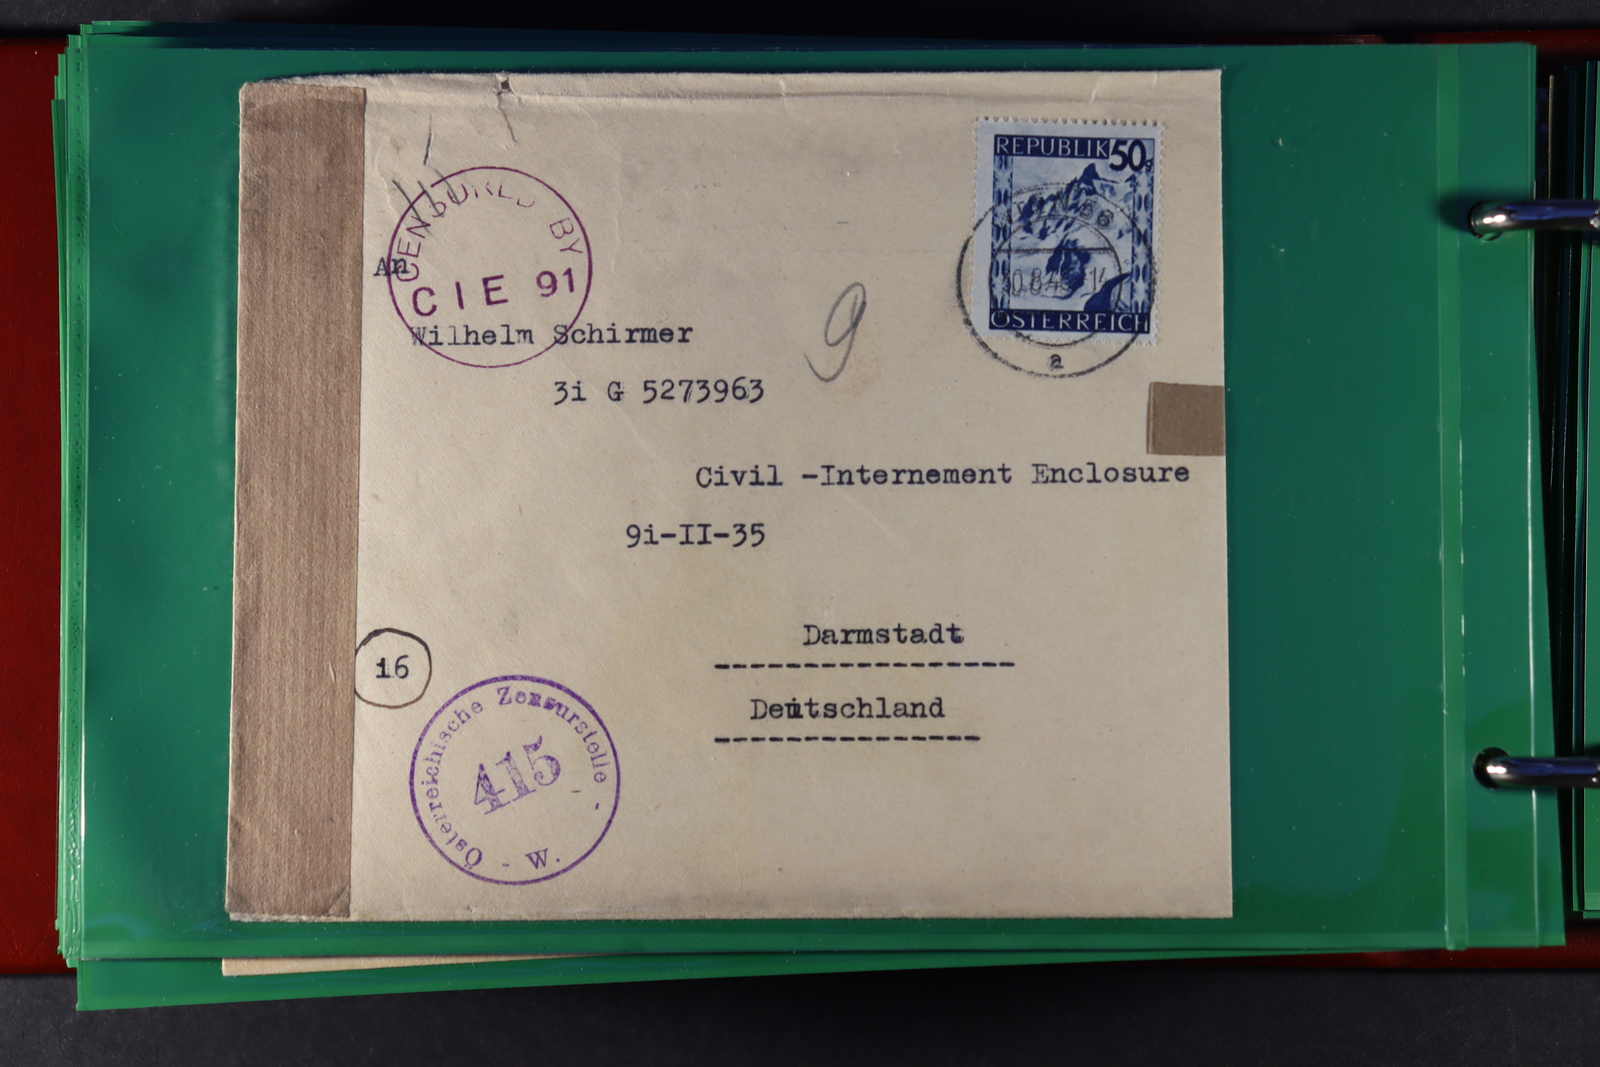 REPUBLIK 50g
ÖSTERREICH
a
CENSORED BY
CIE 91
An
Wilhelm Schirmer
9
3i G 5273963
Civil -Internement Enclosure
9i-II-35
Darmstadt
Deutschland
16
Österreichische Zensurstelle - W. -
415